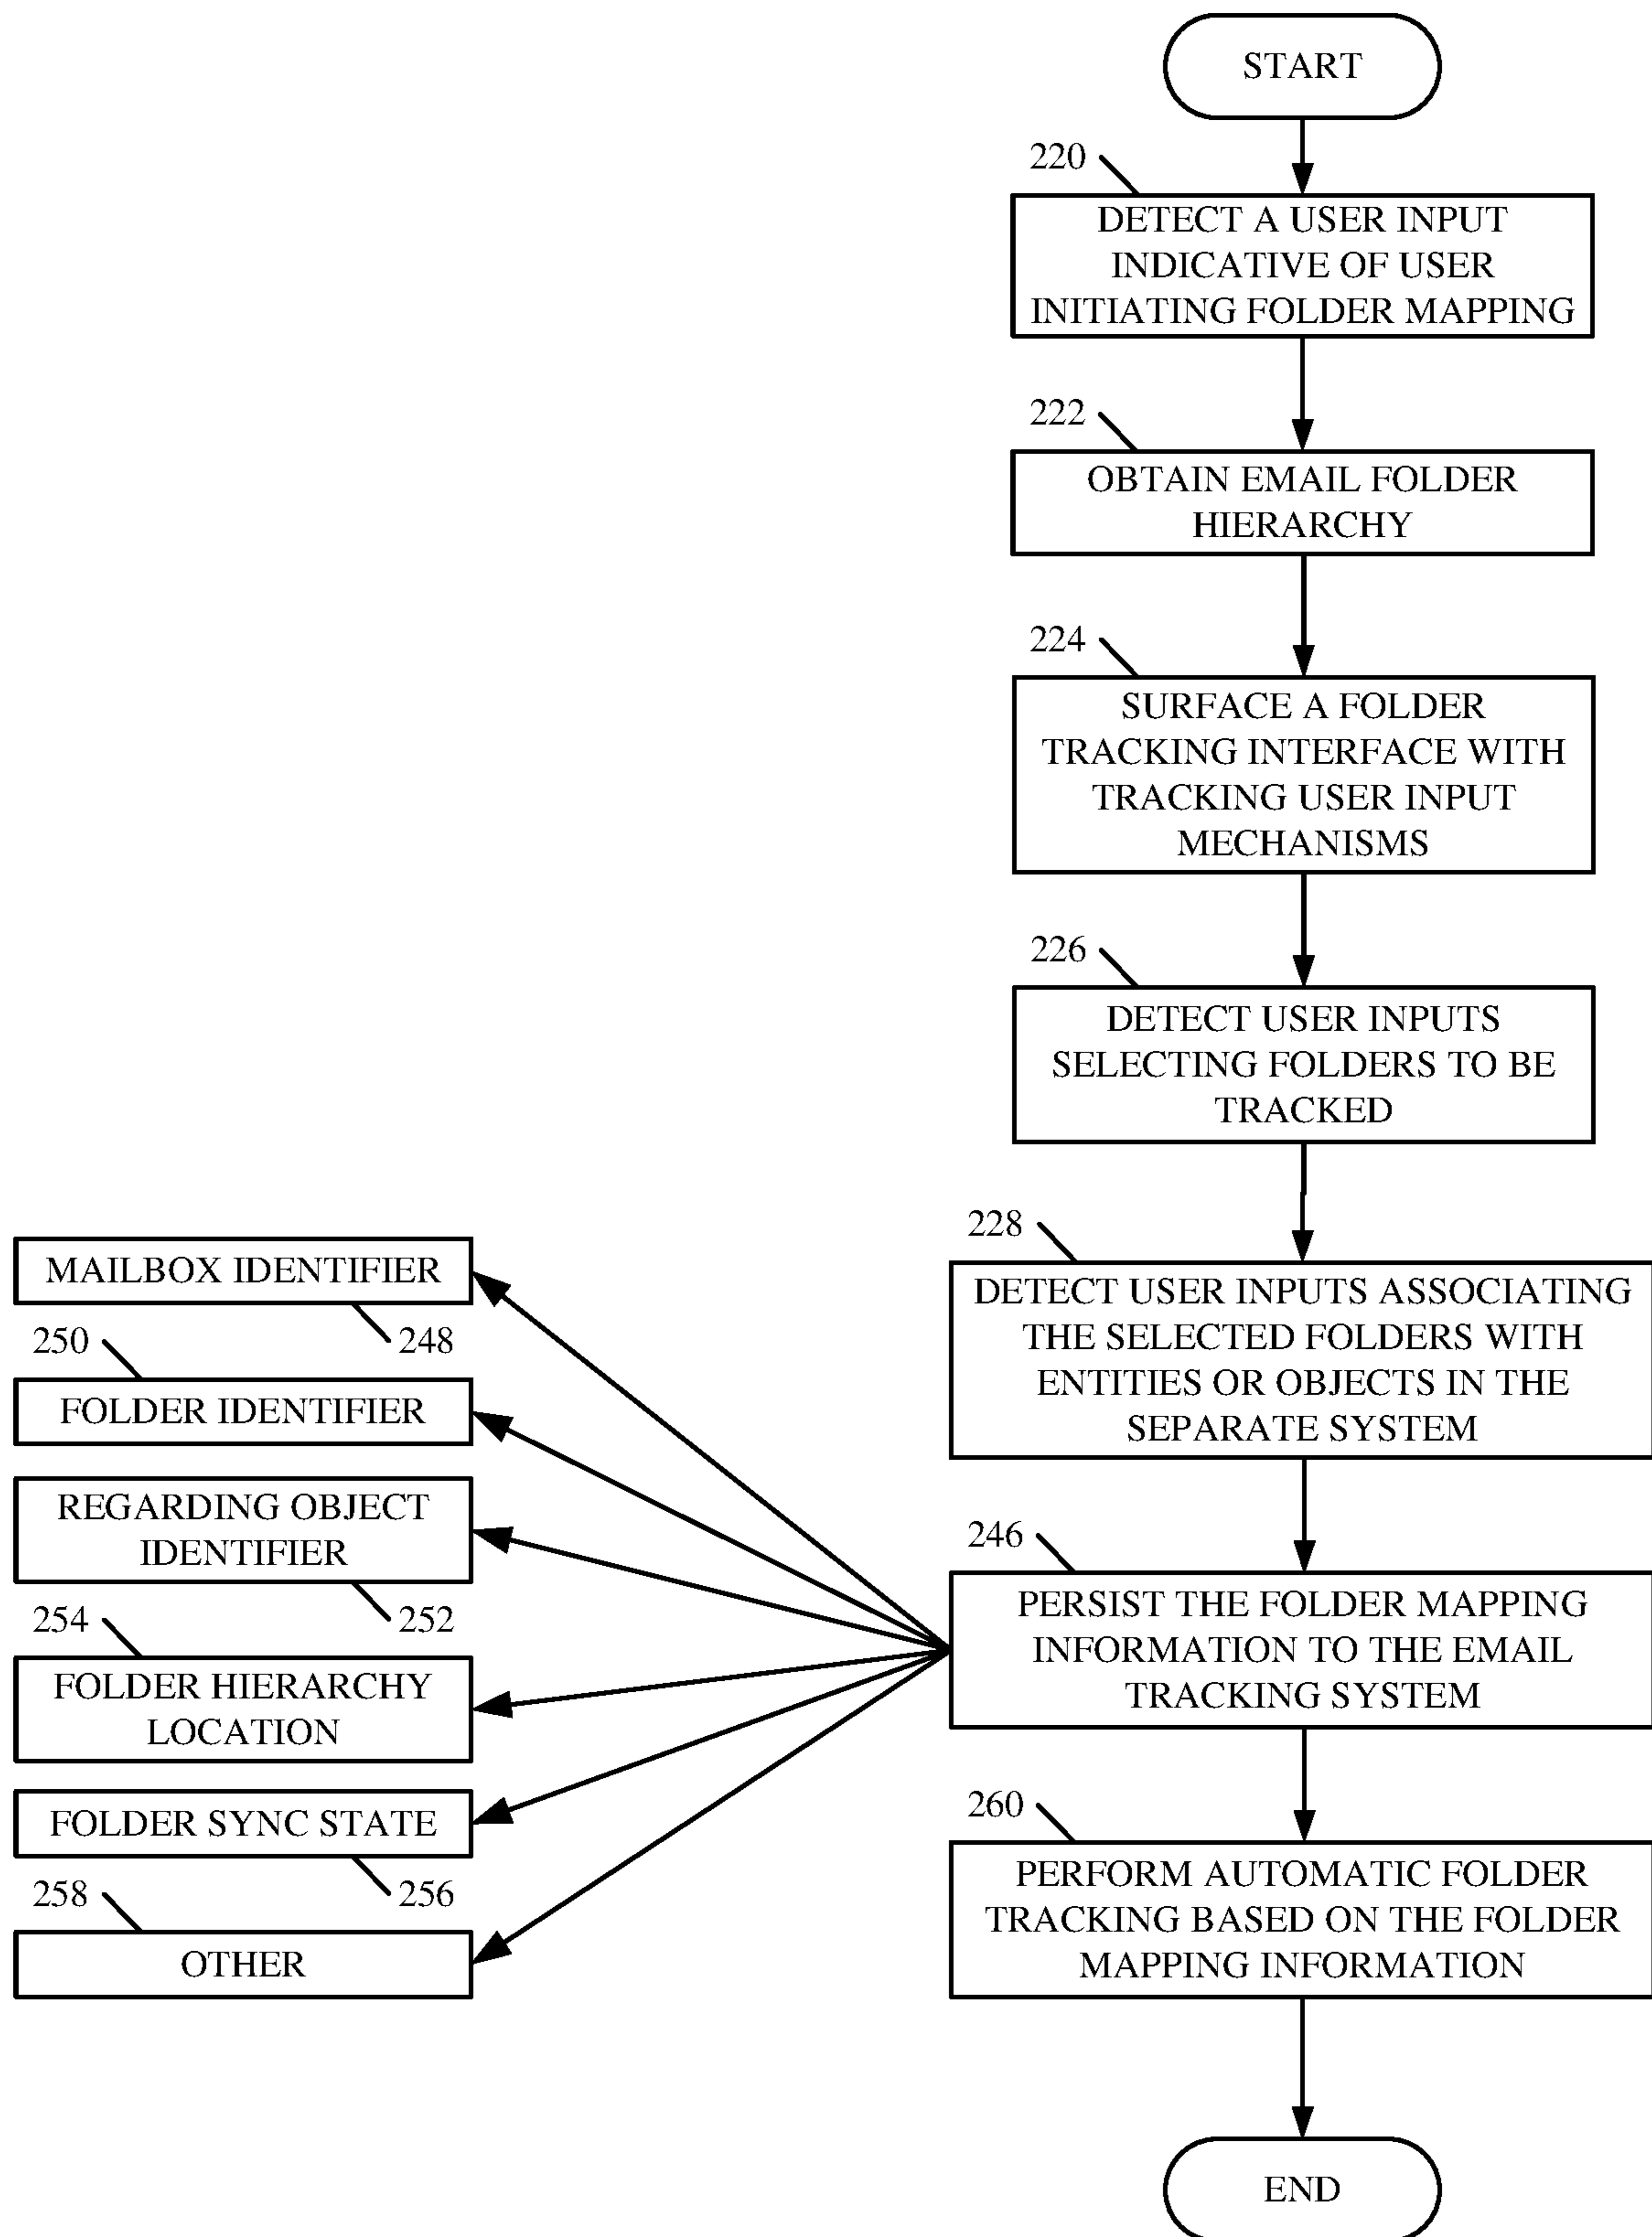 START
220
DETECT A USER INPUT
INDICATIVE OF USER
INITIATING FOLDER MAPPING
222
OBTAIN EMAIL FOLDER
HIERARCHY
224
SURFACE A FOLDER
TRACKING INTERFACE WITH
TRACKING USER INPUT
MECHANISMS
226
DETECT USER INPUTS
SELECTING FOLDERS TO BE
TRACKED
228
DETECT USER INPUTS ASSOCIATING
THE SELECTED FOLDERS WITH
ENTITIES OR OBJECTS IN THE
SEPARATE SYSTEM
246
PERSIST THE FOLDER MAPPING
INFORMATION TO THE EMAIL
TRACKING SYSTEM
MAILBOX IDENTIFIER
248
250
FOLDER IDENTIFIER
REGARDING OBJECT
IDENTIFIER
252
254
FOLDER HIERARCHY
LOCATION
FOLDER SYNC STATE
256
258
OTHER
260
PERFORM AUTOMATIC FOLDER
TRACKING BASED ON THE FOLDER
MAPPING INFORMATION
END